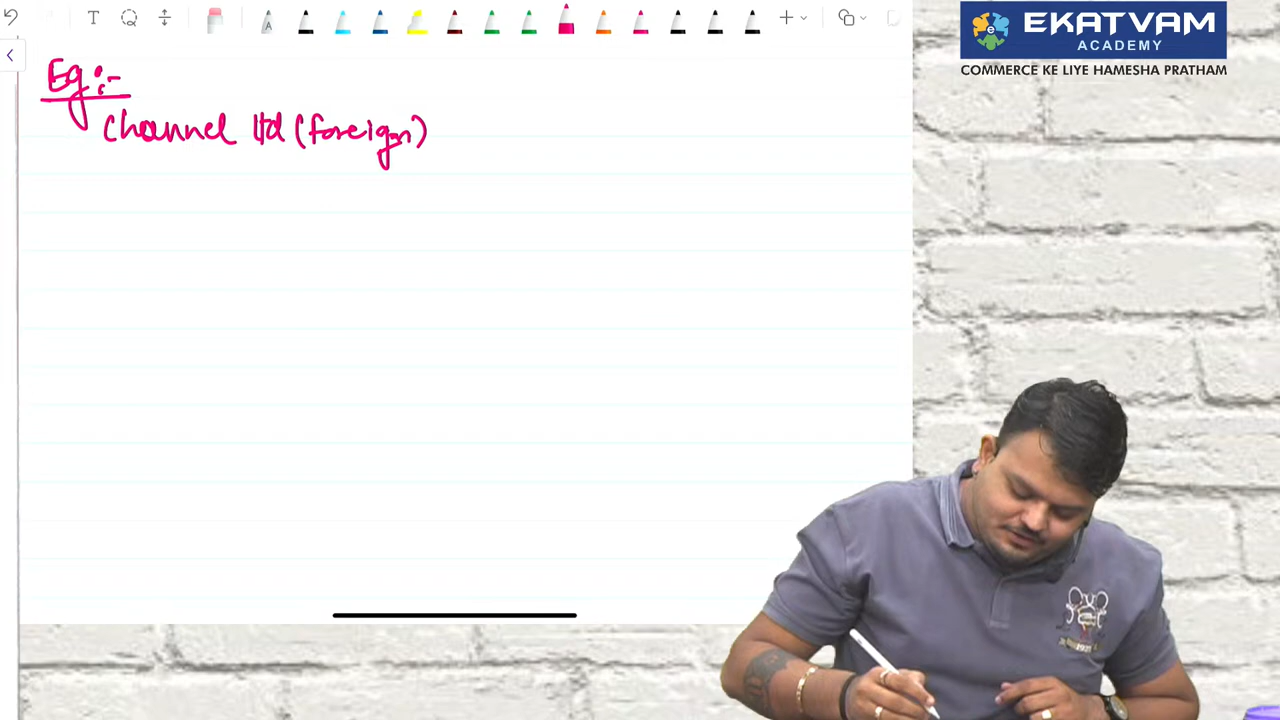 EKATVAM
ACADEMY
COMMERCE KE LIYE HAMESHA PRATHAM
Eg:-
Channel ltd (foreign)